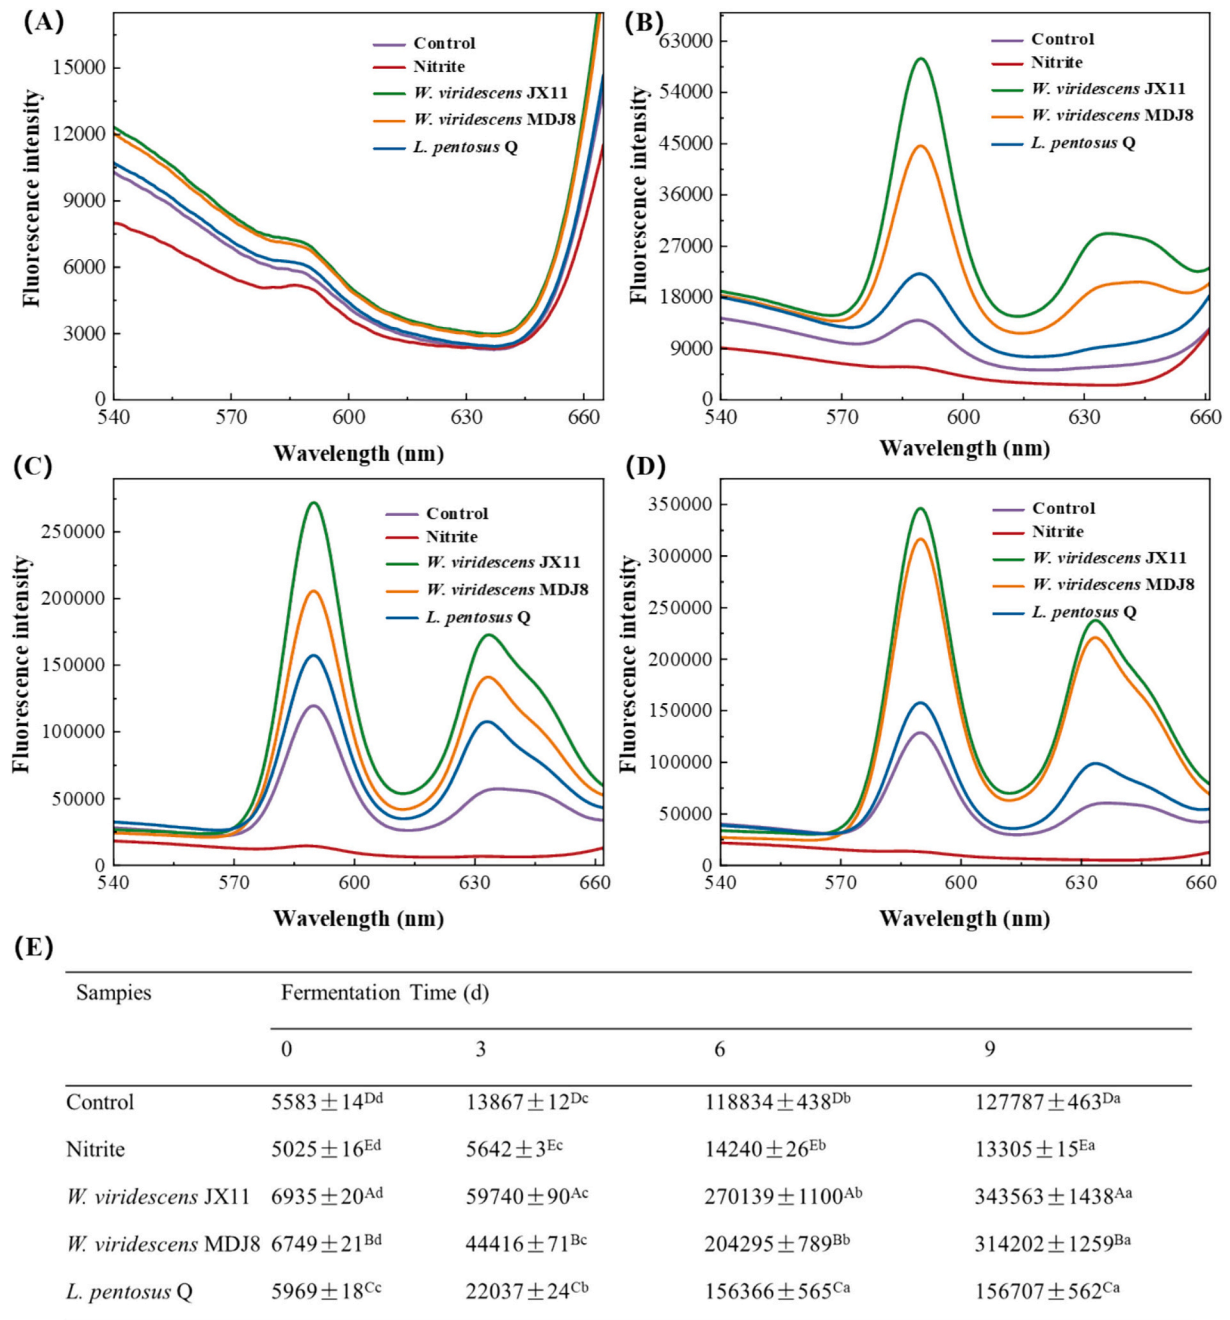 (A)
Fluorescence intensity
15000
12000
9000
6000
3000
0
540 570 600 630 660
Wavelength (nm)
Control
Nitrite
W. viridescens JX11
W. viridescens MDJ8
L. pentosus Q
(B)
Fluorescence intensity
63000
54000
45000
36000
27000
18000
9000
0
540 570 600 630 660
Wavelength (nm)
Control
Nitrite
W. viridescens JX11
W. viridescens MDJ8
L. pentosus Q
(C)
Fluorescence intensity
250000
200000
150000
100000
50000
0
540 570 600 630 660
Wavelength (nm)
Control
Nitrite
W. viridescens JX11
W. viridescens MDJ8
L. pentosus Q
(D)
Fluorescence intensity
350000
300000
250000
200000
150000
100000
50000
0
540 570 600 630 660
Wavelength (nm)
Control
Nitrite
W. viridescens JX11
W. viridescens MDJ8
L. pentosus Q
(E)
Sampies Fermentation Time (d)
0 3 6 9
Control 5583±14Dd 13867±12Dc 118834±438Db 127787±463Da
Nitrite 5025±16Ed 5642±3Ec 14240±26Eb 13305±15Ea
W. viridescens JX11 6935±20Ad 59740±90Ac 270139±1100Ab 343563±1438Aa
W. viridescens MDJ8 6749±21Bd 44416±71Bc 204295±789Bb 314202±1259Ba
L. pentosus Q 5969±18Cc 22037±24Cb 156366±565Ca 156707±562Ca